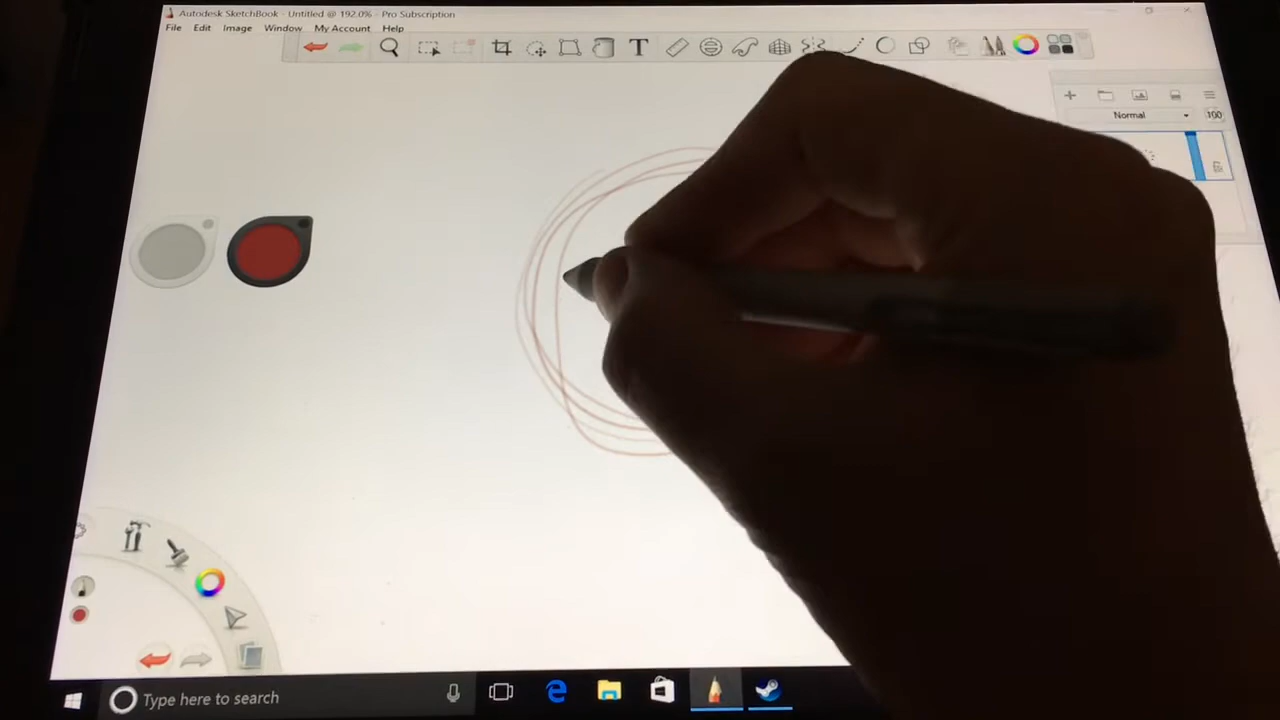 Autodesk SketchBook - Untitled @ 192.0% - Pro Subscription
File Edit Image Window My Account Help
T
Normal 100
Type here to search